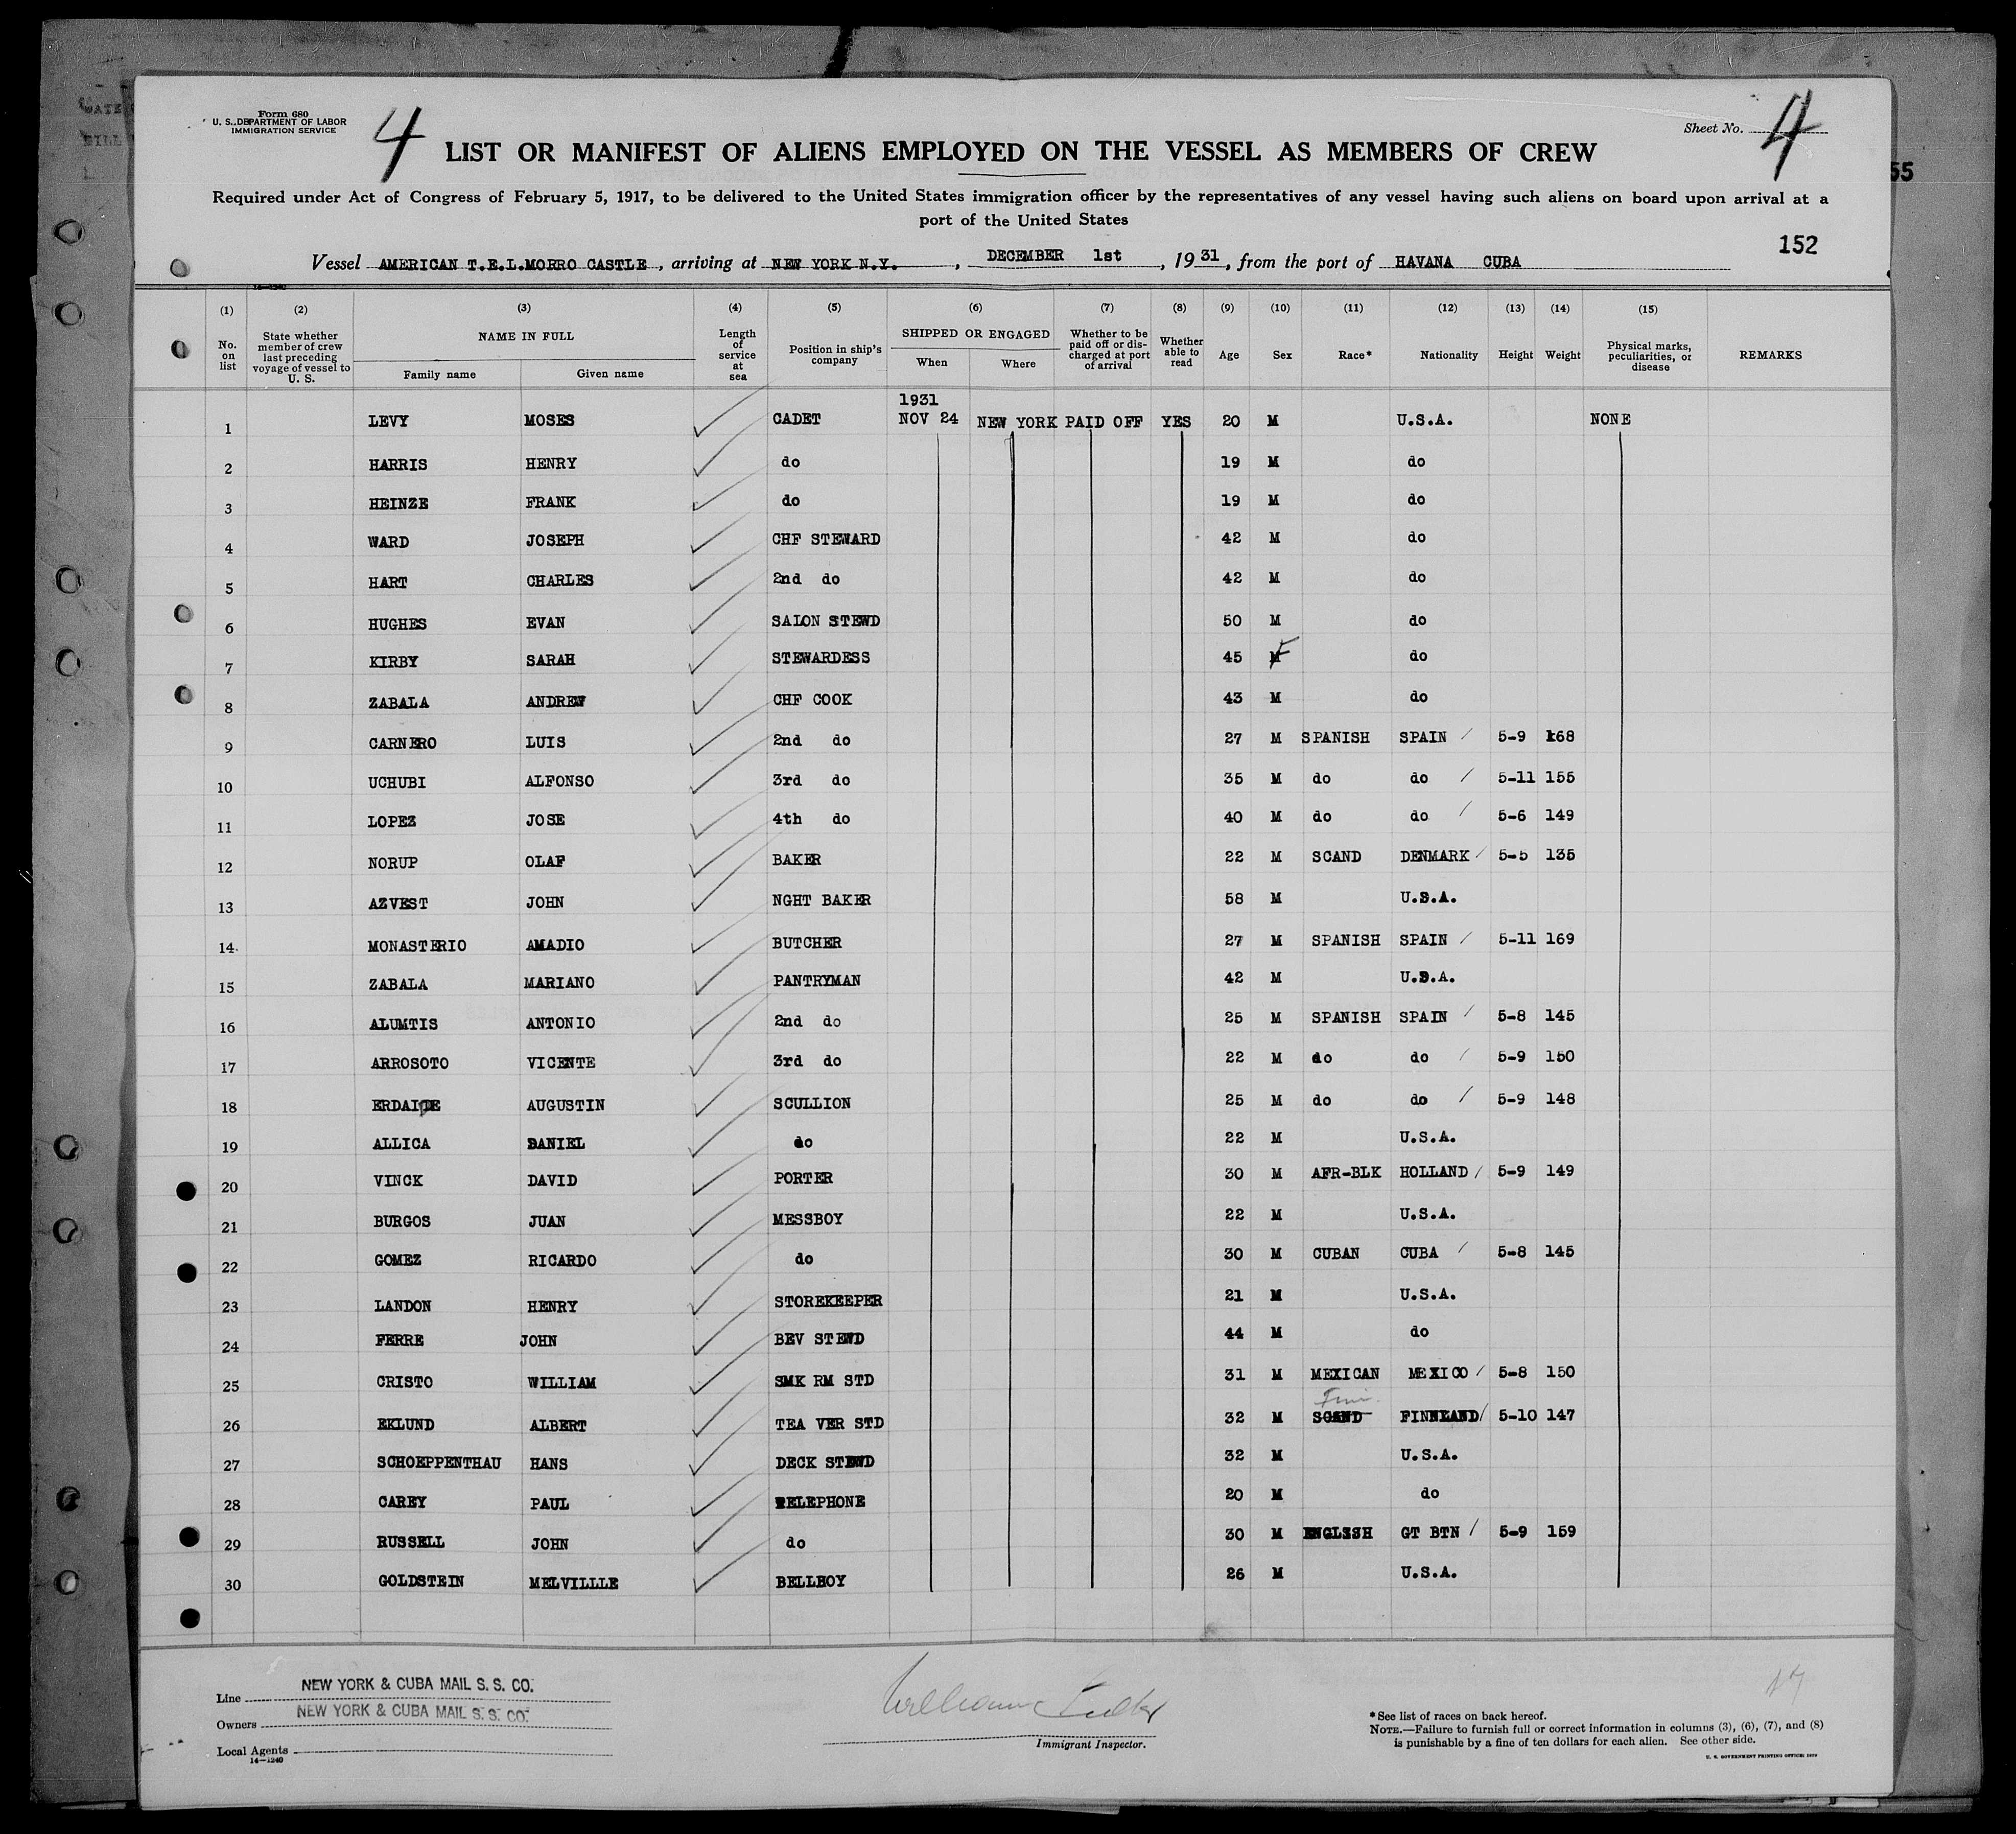 Form 680
U. S. DEPARTMENT OF LABOR
IMMIGRATION SERVICE
4
Sheet No. 4
LIST OR MANIFEST OF ALIENS EMPLOYED ON THE VESSEL AS MEMBERS OF CREW
55
Required under Act of Congress of February 5, 1917, to be delivered to the United States immigration officer by the representatives of any vessel having such aliens on board upon arrival at a
port of the United States
152
Vessel AMERICAN T.E.L.MORRO CASTLE, arriving at NEW YORK N.Y., DECEMBER 1st, 1931, from the port of HAVANA CUBA
(1) (2) (3) (4) (5) (6) (7) (8) (9) (10) (11) (12) (13) (14) (15)
No. on list
State whether member of crew last preceding voyage of vessel to U. S.
NAME IN FULL
Family name Given name
Length of service at sea
Position in ship's company
SHIPPED OR ENGAGED
When Where
Whether to be paid off or discharged at port of arrival
Whether able to read
Age Sex Race* Nationality Height Weight
Physical marks, peculiarities, or disease
REMARKS
1 LEVY MOSES CADET 1931 NOV 24 NEW YORK PAID OFF YES 20 M U.S.A. NONE
2 HARRIS HENRY do 19 M do
3 HEINZE FRANK do 19 M do
4 WARD JOSEPH CHF STEWARD 42 M do
5 HART CHARLES 2nd do 42 M do
6 HUGHES EVAN SALON STEWD 50 M do
7 KIRBY SARAH STEWARDESS 45 F do
8 ZABALA ANDREW CHF COOK 43 M do
9 CARNERO LUIS 2nd do 27 M SPANISH SPAIN 5-9 168
10 UCHUBI ALFONSO 3rd do 35 M do do 5-11 155
11 LOPEZ JOSE 4th do 40 M do do 5-6 149
12 NORUP OLAF BAKER 22 M SCAND DENMARK 5-5 135
13 AZVEST JOHN NGHT BAKER 58 M U.S.A.
14 MONASTERIO AMADIO BUTCHER 27 M SPANISH SPAIN 5-11 169
15 ZABALA MARIANO PANTRYMAN 42 M U.S.A.
16 ALUMTIS ANTONIO 2nd do 25 M SPANISH SPAIN 5-8 145
17 ARROSOTO VICENTE 3rd do 22 M do do 5-9 150
18 AUGUSTIN SCULLION 25 M do do 5-9 148
19 ALLICA DANIEL do 22 M U.S.A.
20 VINCK DAVID PORTER 30 M AFR-BLK HOLLAND 5-9 149
21 BURGOS JUAN MESSBOY 22 M U.S.A.
22 GOMEZ RICARDO do 30 M CUBAN CUBA 5-8 145
23 LANDON HENRY STOREKEEPER 21 M U.S.A.
24 FERRE JOHN BEV STEWD 44 M do
25 CRISTO WILLIAM SMK RM STD 31 M MEXICAN MEXICO 5-8 150
26 EKLUND ALBERT TEA VER STD 32 M SCAND FINNLAND 5-10 147
27 SCHOEPPENTHAU HANS DECK STEWD 32 M U.S.A.
28 CAREY PAUL TELEPHONE 20 M do
29 RUSSELL JOHN do 30 M ENGLISH GT BTN 5-9 159
30 GOLDSTEIN MELVILLLE BELLBOY 26 M U.S.A.
Line NEW YORK & CUBA MAIL S. S. CO.
Owners NEW YORK & CUBA MAIL S. S. CO.
Local Agents
14—1240
Immigrant Inspector.
17
*See list of races on back hereof.
NOTE.—Failure to furnish full or correct information in columns (3), (6), (7), and (8)
is punishable by a fine of ten dollars for each alien. See other side.